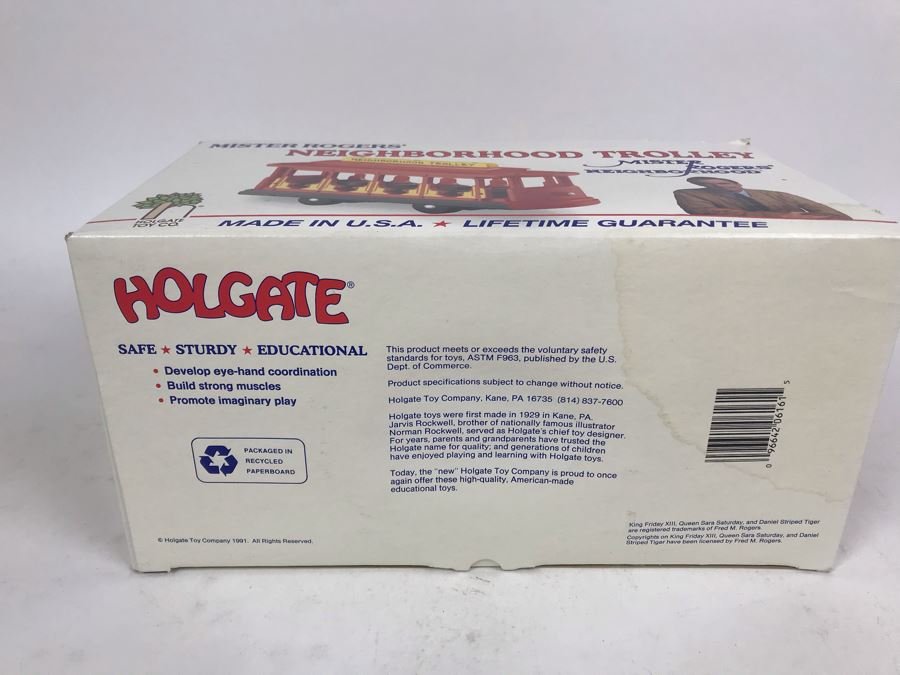 MISTER ROGERS'
NEIGHBORHOOD TROLLEY
NEIGHBORHOOD TROLLEY
MISTER ROGERS'
NEIGHBORHOOD
HOLGATE
TOY CO.
MADE IN U.S.A. ★ LIFETIME GUARANTEE
HOLGATE®
SAFE ★ STURDY ★ EDUCATIONAL
• Develop eye-hand coordination
• Build strong muscles
• Promote imaginary play
PACKAGED IN
RECYCLED
PAPERBOARD
© Holgate Toy Company 1991. All Rights Reserved.
This product meets or exceeds the voluntary safety
standards for toys, ASTM F963, published by the U.S.
Dept. of Commerce.
Product specifications subject to change without notice.
Holgate Toy Company, Kane, PA 16735 (814) 837-7600
Holgate toys were first made in 1929 in Kane, PA.
Jarvis Rockwell, brother of nationally famous illustrator
Norman Rockwell, served as Holgate's chief toy designer.
For years, parents and grandparents have trusted the
Holgate name for quality; and generations of children
have enjoyed playing and learning with Holgate toys.
Today, the "new" Holgate Toy Company is proud to once
again offer these high-quality, American-made
educational toys.
0 96642 06161 5
King Friday XIII, Queen Sara Saturday, and Daniel Striped Tiger
are registered trademarks of Fred M. Rogers.
Copyrights on King Friday XIII, Queen Sara Saturday, and Daniel
Striped Tiger have been licensed by Fred M. Rogers.